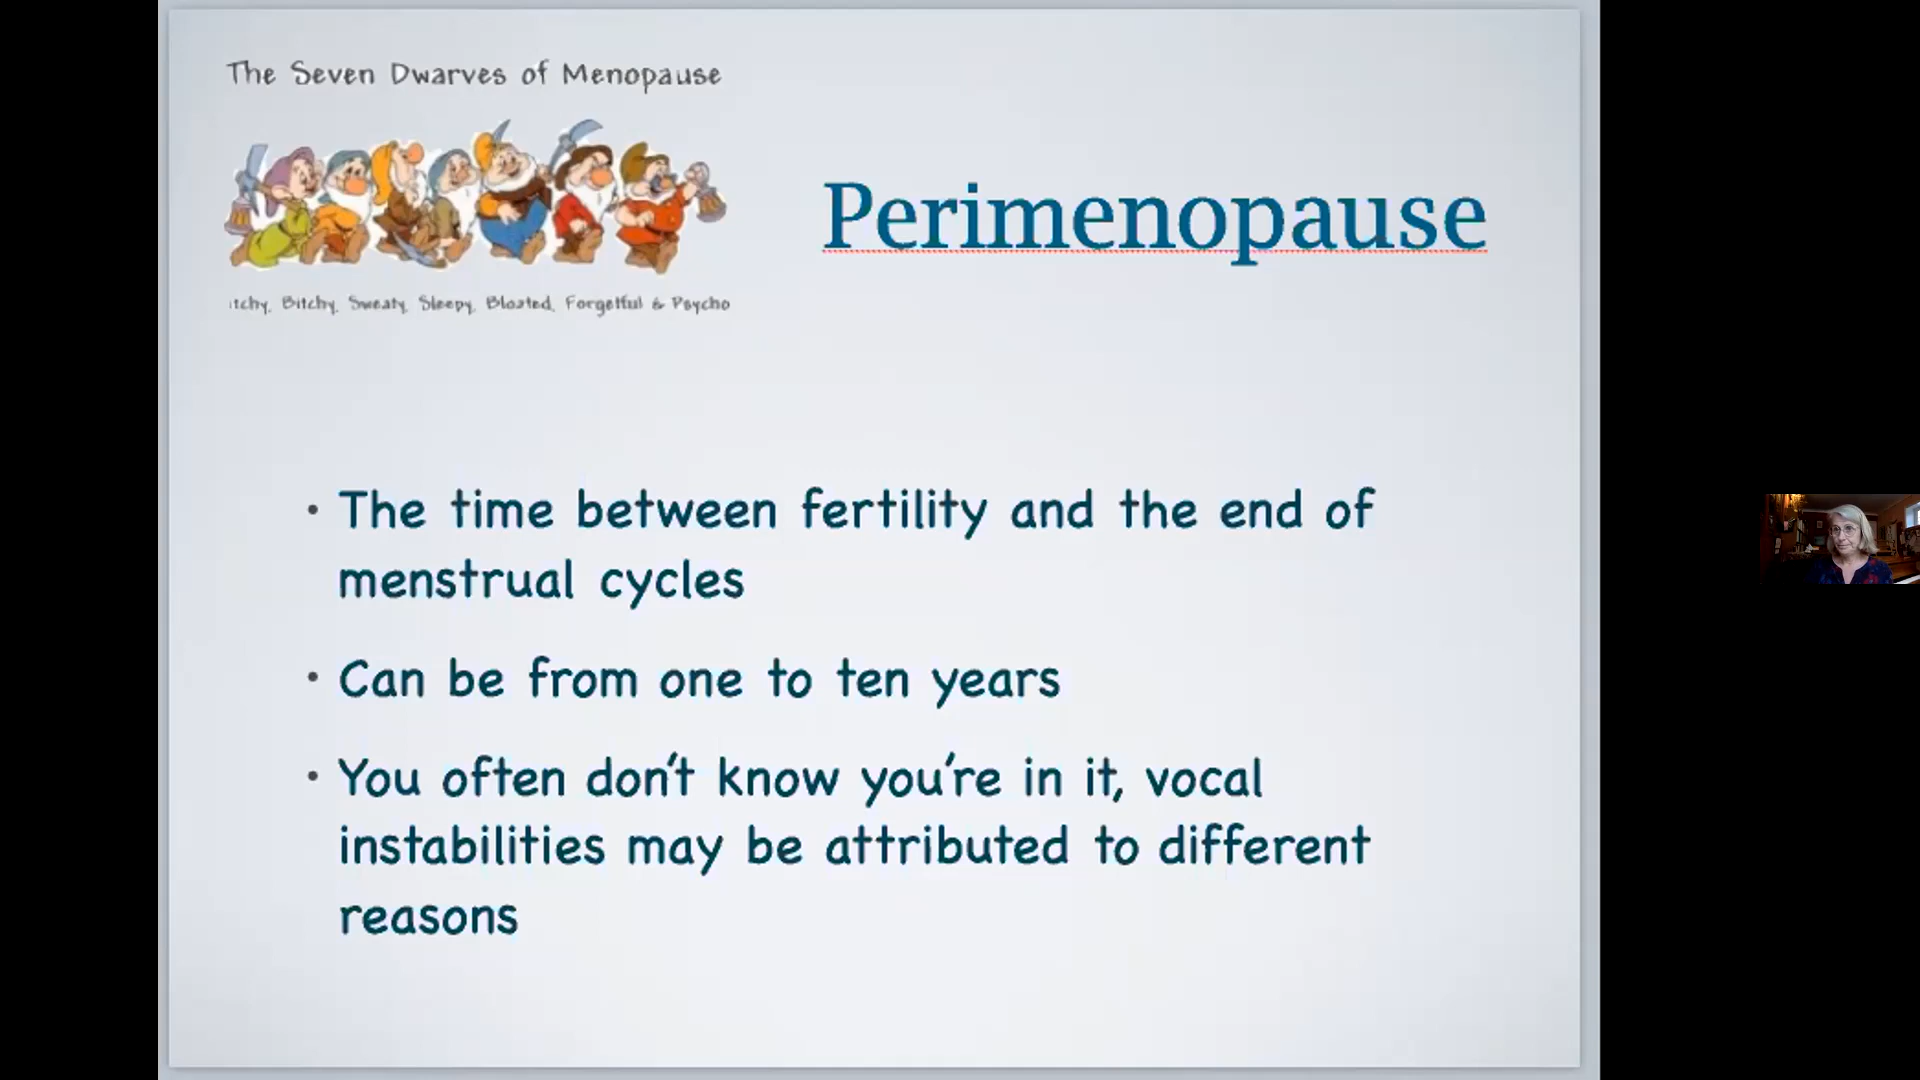 The Seven Dwarves of Menopause
itchy, Bitchy, Sweaty, Sleepy, Bloated, Forgetful & Psycho
Perimenopause
• The time between fertility and the end of
menstrual cycles
• Can be from one to ten years
• You often don't know you're in it, vocal
instabilities may be attributed to different
reasons